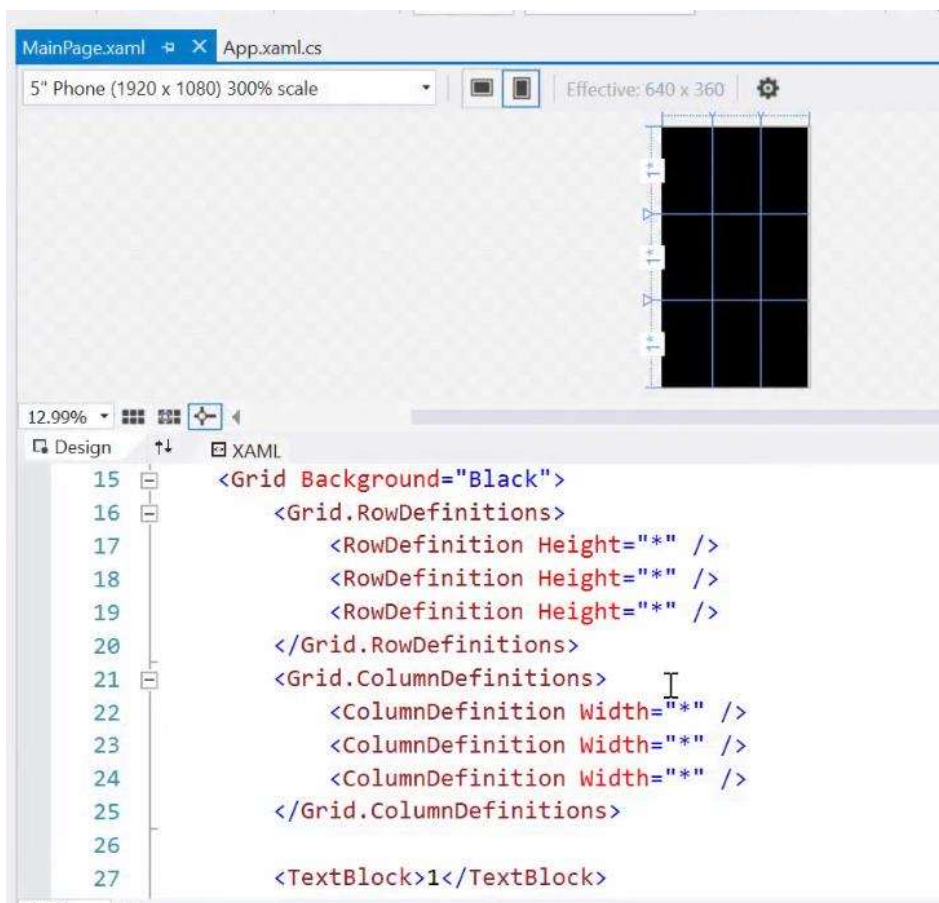 MainPage.xaml App.xaml.cs
5" Phone (1920 x 1080) 300% scale Effective: 640 x 360
1*
1*
1*
12.99%
Design XAML
15 <Grid Background="Black">
16 <Grid.RowDefinitions>
17 <RowDefinition Height="*" />
18 <RowDefinition Height="*" />
19 <RowDefinition Height="*" />
20 </Grid.RowDefinitions>
21 <Grid.ColumnDefinitions>
22 <ColumnDefinition Width="*" />
23 <ColumnDefinition Width="*" />
24 <ColumnDefinition Width="*" />
25 </Grid.ColumnDefinitions>
26
27 <TextBlock>1</TextBlock>